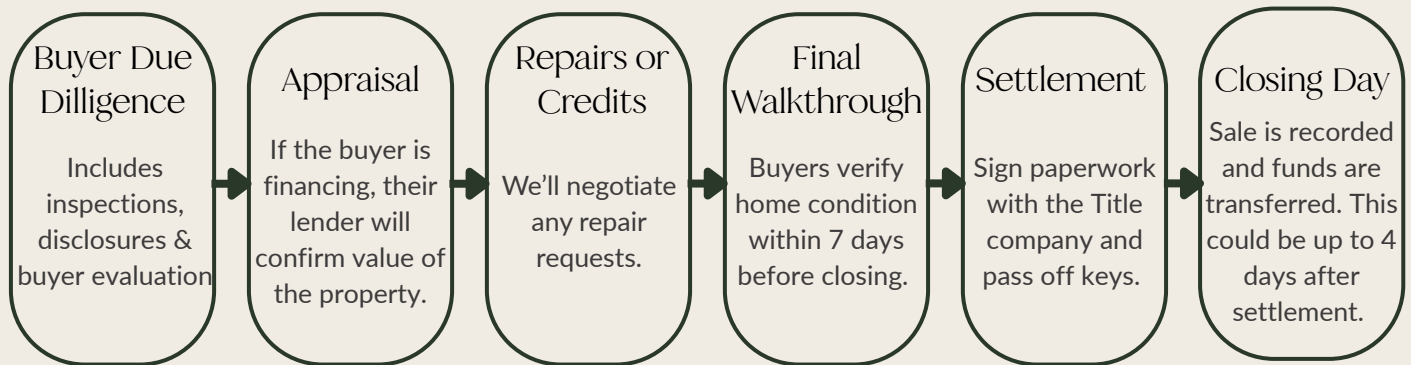 Buyer Due
Dilligence
Includes
inspections,
disclosures &
buyer evaluation
Appraisal
If the buyer is
financing, their
lender will
confirm value of
the property.
Repairs or
Credits
We’ll negotiate
any repair
requests.
Final
Walkthrough
Buyers verify
home condition
within 7 days
before closing.
Settlement
Sign paperwork
with the Title
company and
pass off keys.
Closing Day
Sale is recorded
and funds are
transferred. This
could be up to 4
days after
settlement.